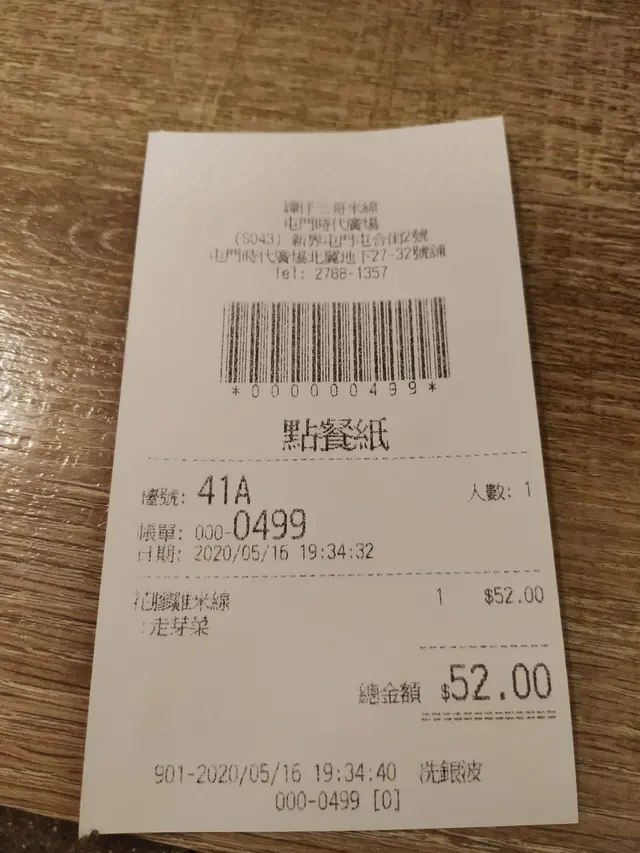 譚仔三哥米線
屯門時代廣場
(S043) 新界屯門屯合街2號
屯門時代廣場北翼地下27-32號舖
Tel: 2788-1357
*000000499*
點餐紙
檯號: 41A 人數: 1
帳單: 000-0499
日期: 2020/05/16 19:34:32
花膠雞米線 1 $52.00
:走芽菜
總金額 $52.00
901-2020/05/16 19:34:40 冼銀波
000-0499 [0]